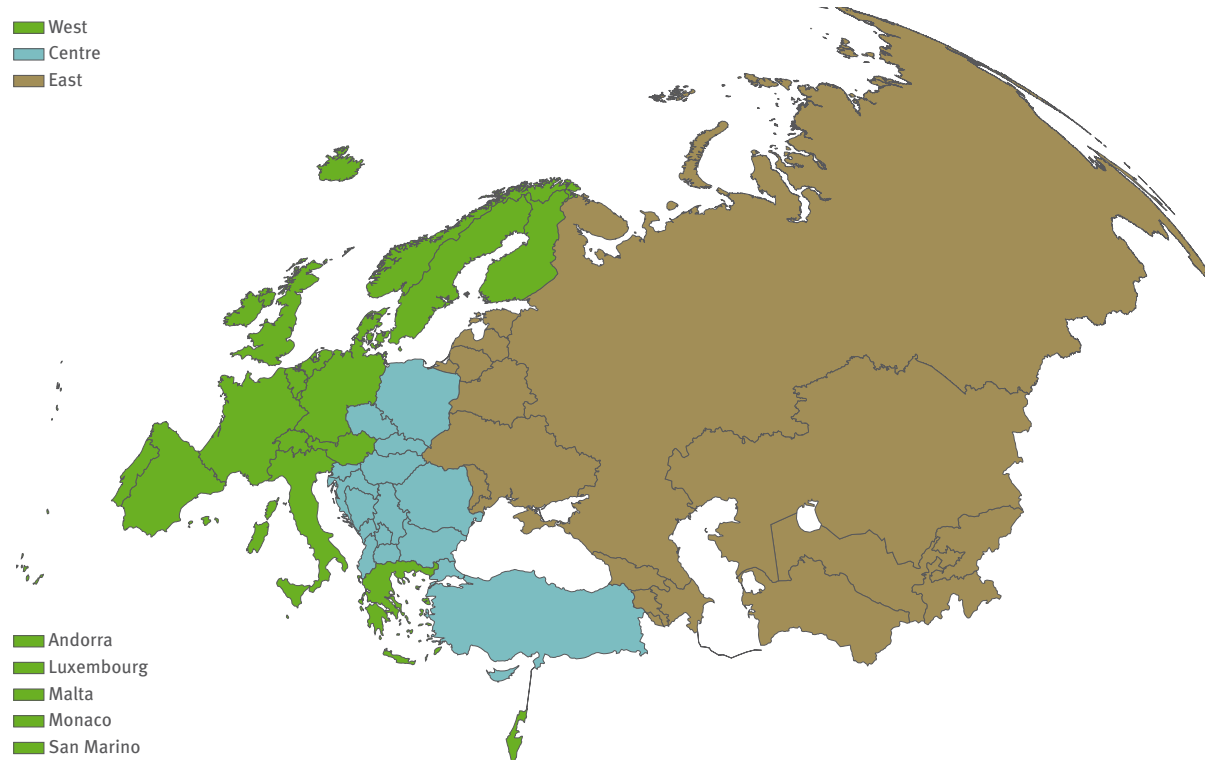 West
Centre
East
Andorra
Luxembourg
Malta
Monaco
San Marino